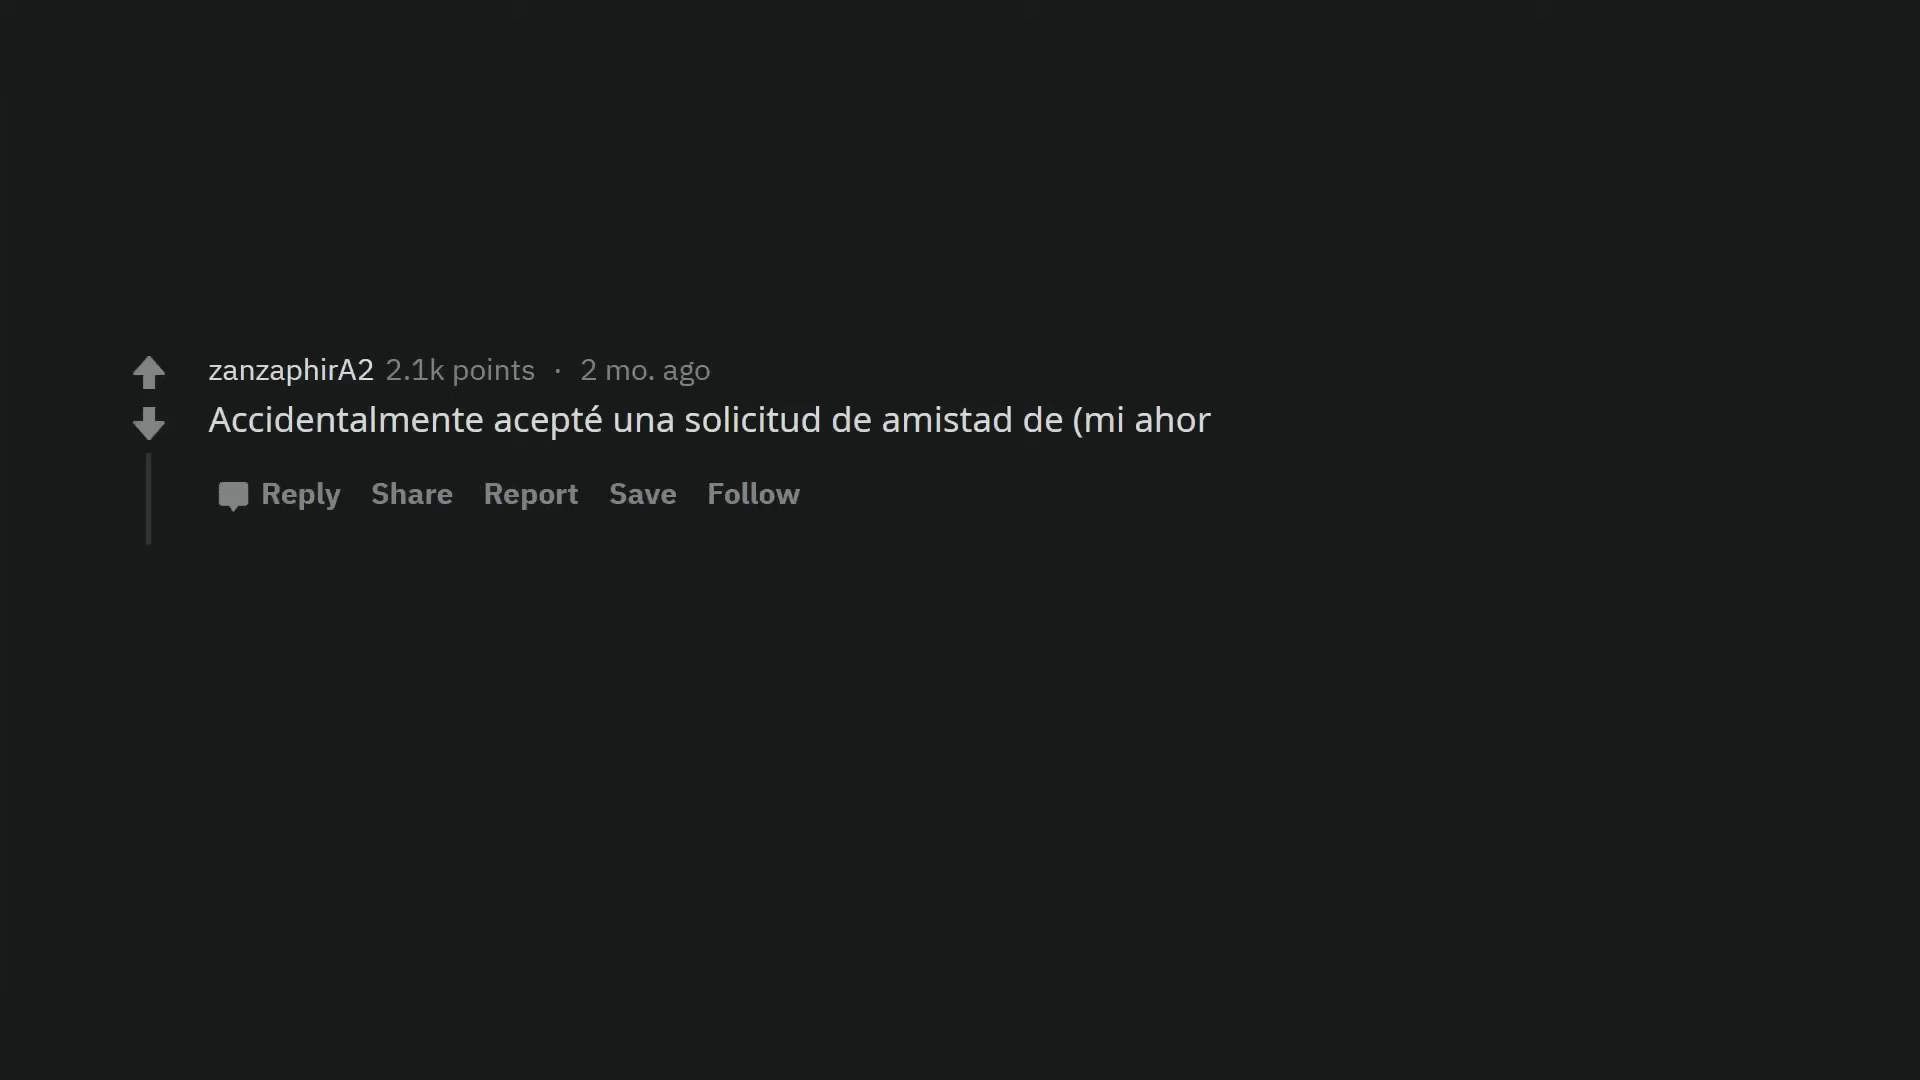 zanzaphirA2 2.1k points · 2 mo. ago
Accidentalmente acepté una solicitud de amistad de (mi ahor
Reply Share Report Save Follow